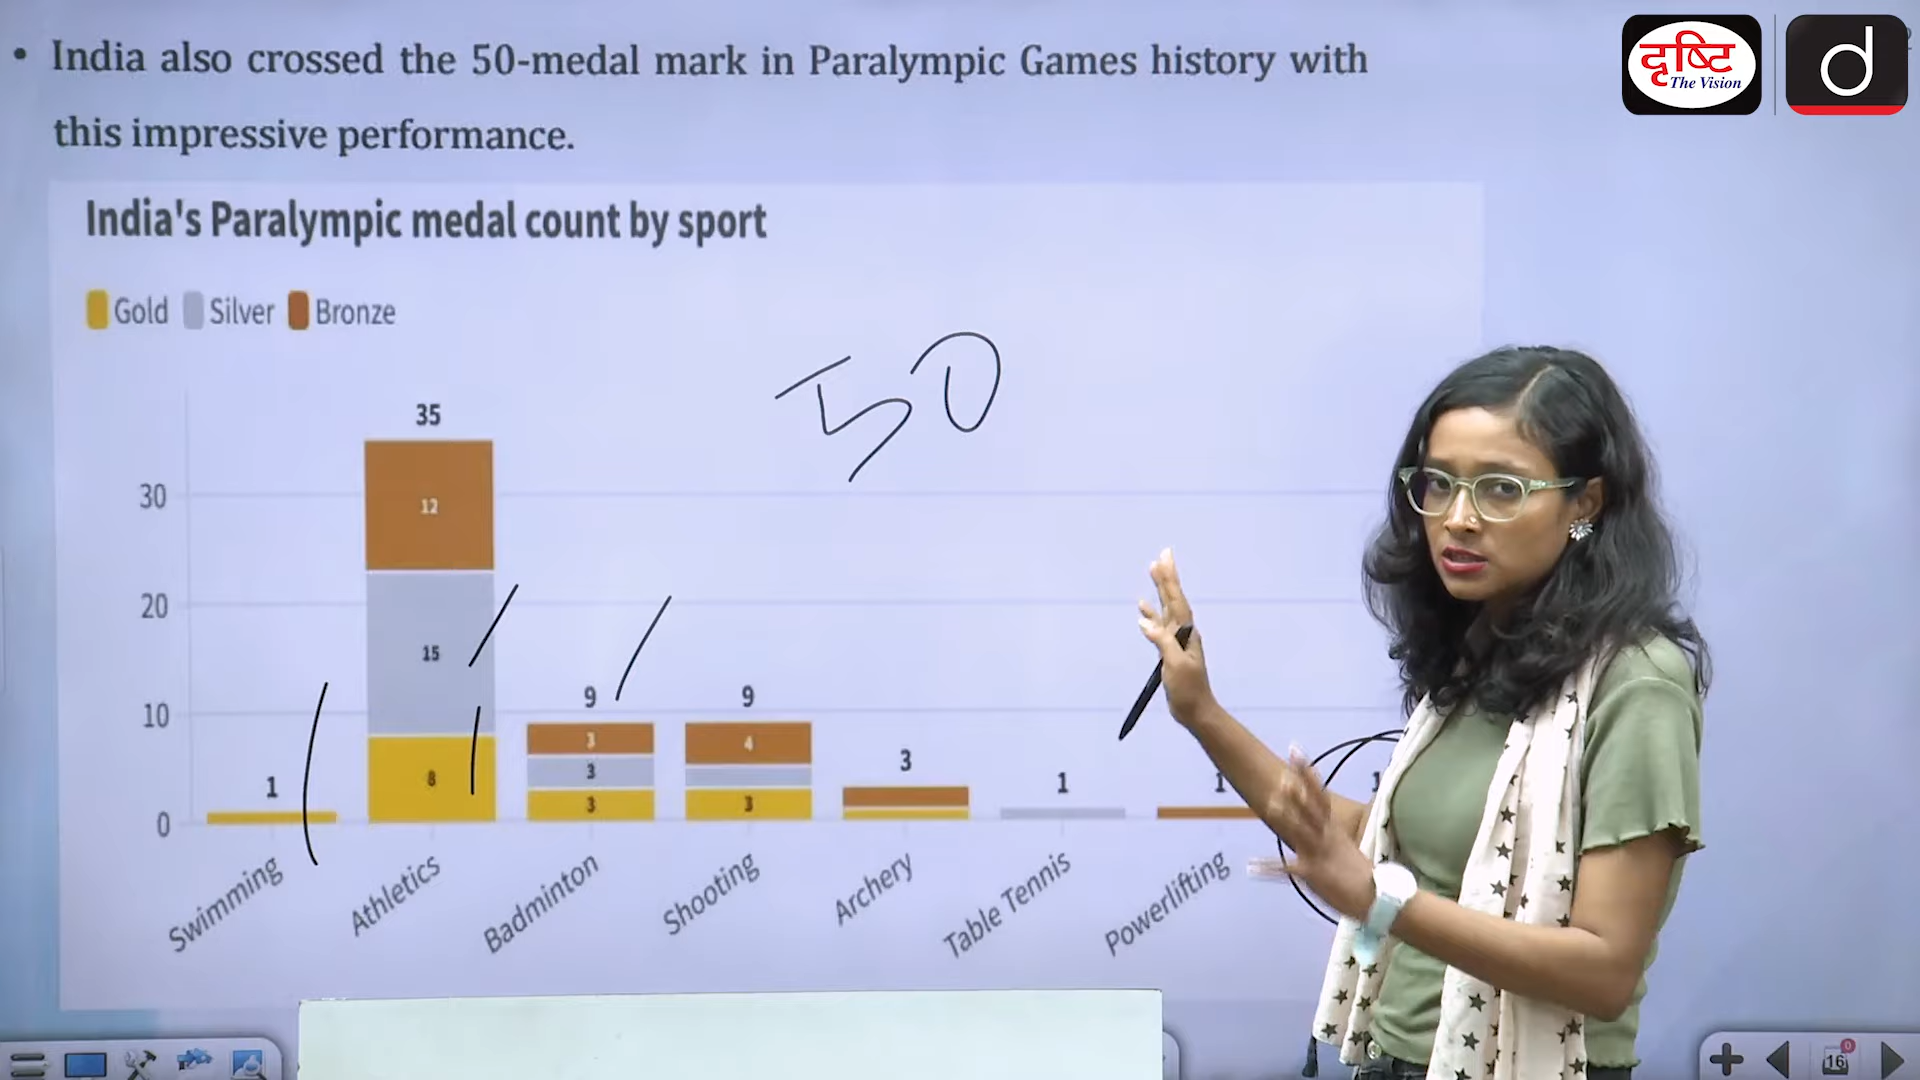 • India also crossed the 50-medal mark in Paralympic Games history with
this impressive performance.
दृष्टि
The Vision
d
India's Paralympic medal count by sport
Gold Silver Bronze
50
35
30
12
20
15
10
9
9
3
4
3
3
1
8
3
3
1
1
1
0
Swimming
Athletics
Badminton
Shooting
Archery
Table Tennis
Powerlifting
16
0